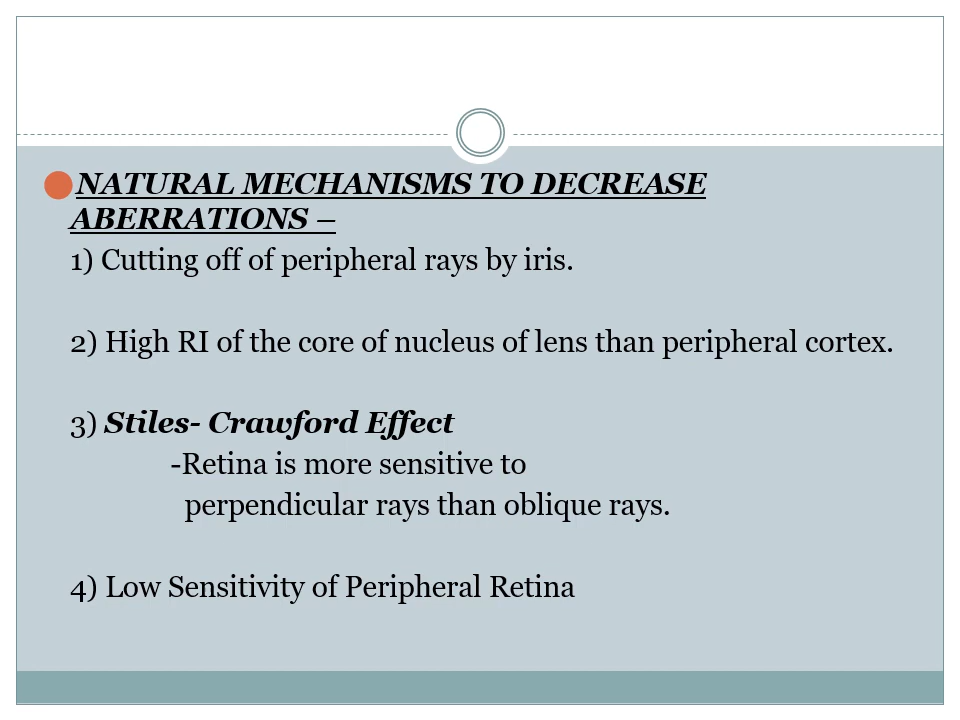 NATURAL MECHANISMS TO DECREASE
ABERRATIONS –
1) Cutting off of peripheral rays by iris.
2) High RI of the core of nucleus of lens than peripheral cortex.
3) Stiles- Crawford Effect
-Retina is more sensitive to
perpendicular rays than oblique rays.
4) Low Sensitivity of Peripheral Retina